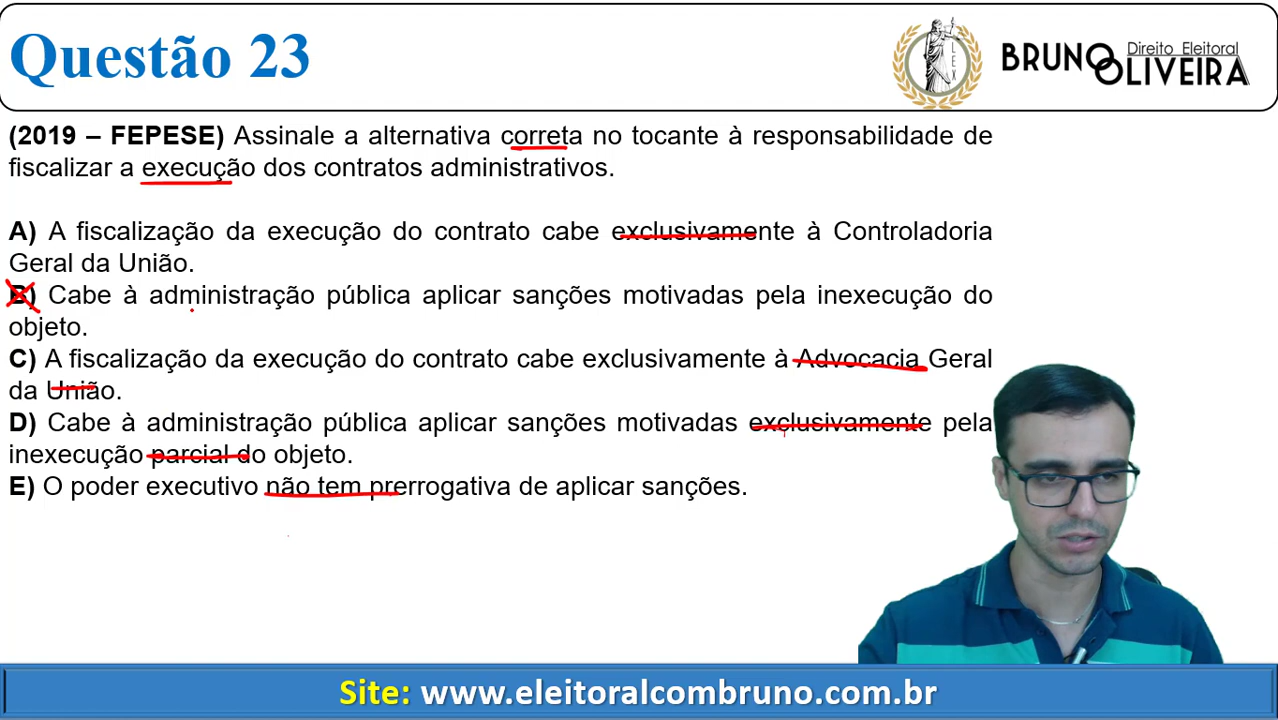 Questão 23
LEX
BRUNO OLIVEIRA
Direito Eleitoral
(2019 – FEPESE) Assinale a alternativa correta no tocante à responsabilidade de
fiscalizar a execução dos contratos administrativos.
A) A fiscalização da execução do contrato cabe exclusivamente à Controladoria
Geral da União.
B) Cabe à administração pública aplicar sanções motivadas pela inexecução do
objeto.
C) A fiscalização da execução do contrato cabe exclusivamente à Advocacia Geral
da União.
D) Cabe à administração pública aplicar sanções motivadas exclusivamente pela
inexecução parcial do objeto.
E) O poder executivo não tem prerrogativa de aplicar sanções.
Site: www.eleitoralcombruno.com.br